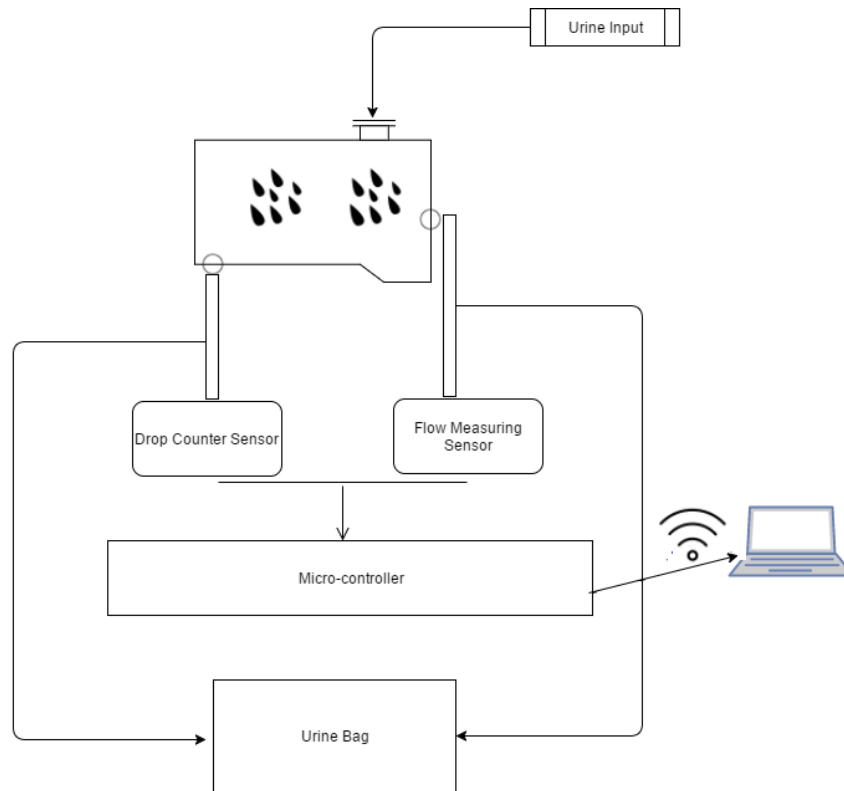 Urine Input
Drop Counter Sensor
Flow Measuring
Sensor
Micro-controller
Urine Bag